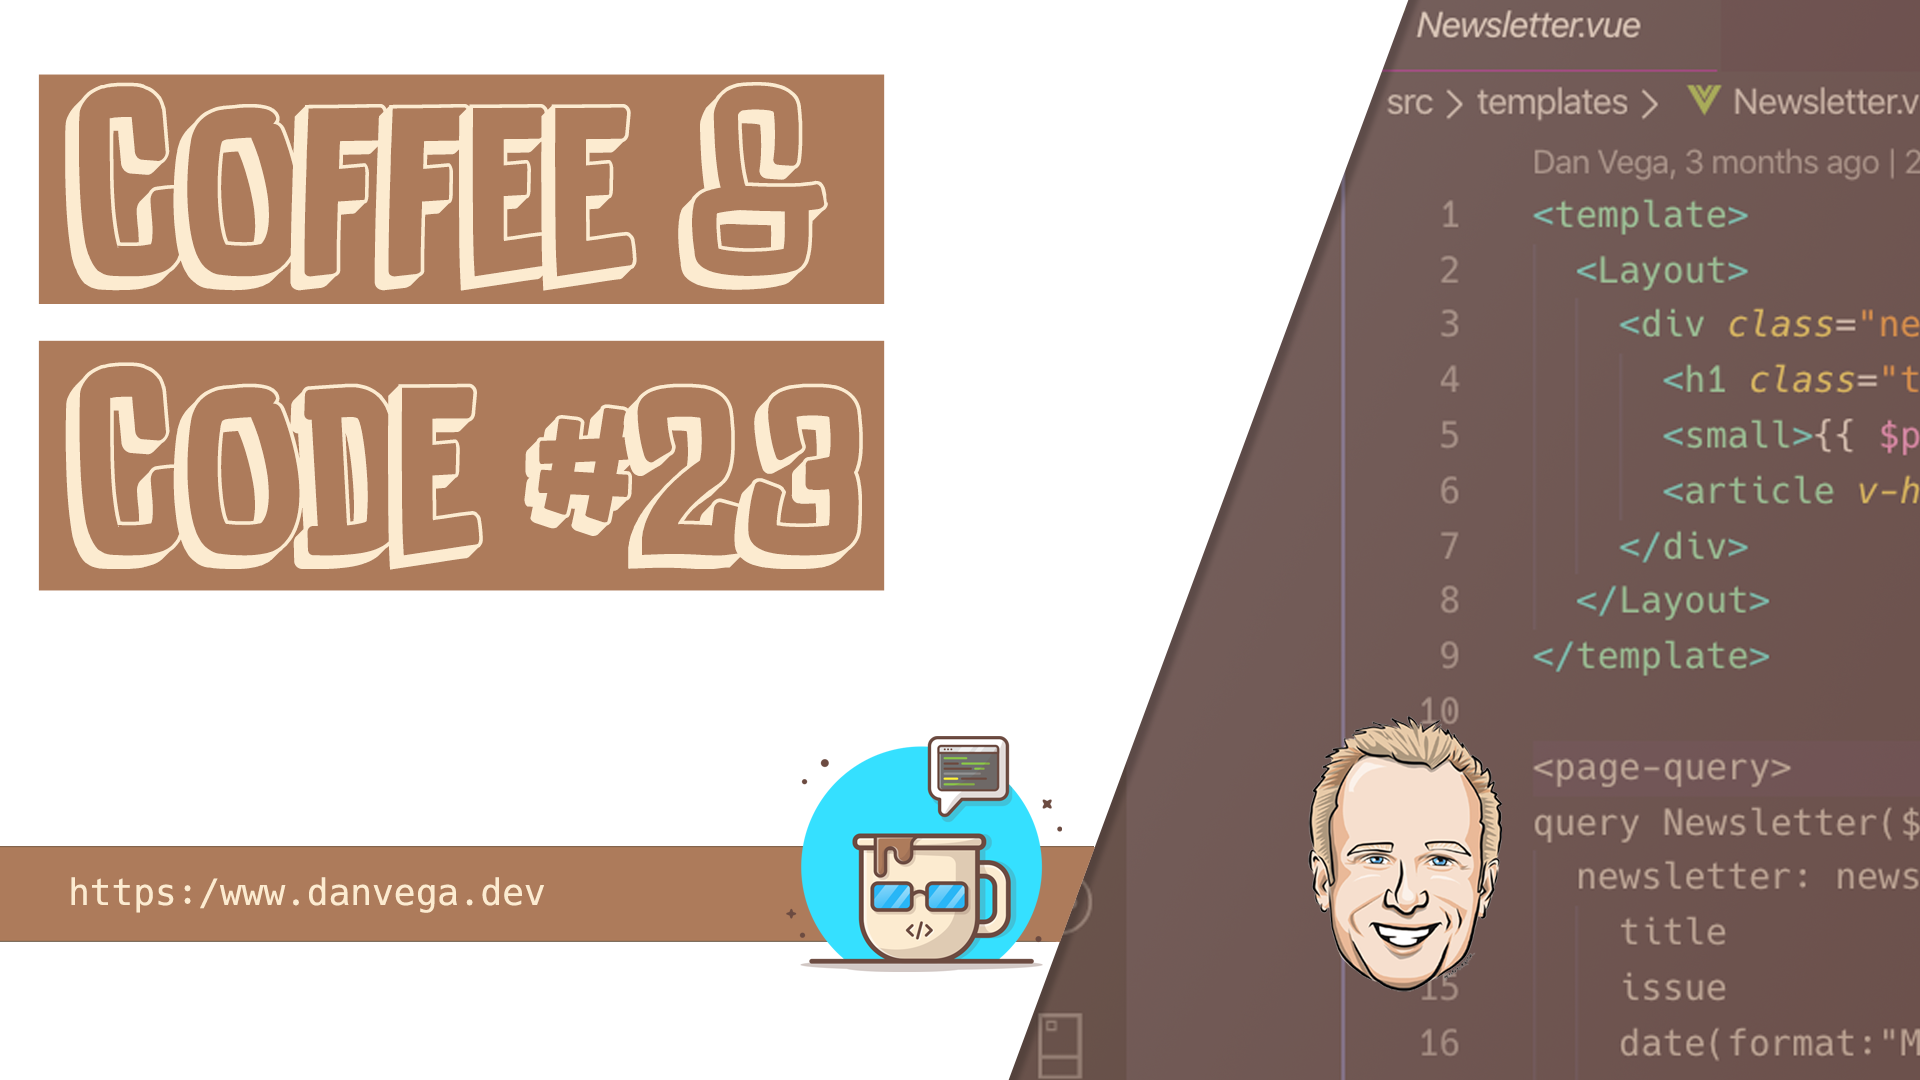 COFFEE &
CODE #23
https:/www.danvega.dev
</>
Newsletter.vue
src > templates > Newsletter.v
Dan Vega, 3 months ago | 2
1 <template>
2 <Layout>
3 <div class="ne
4 <h1 class="t
5 <small>{{ $p
6 <article v-h
7 </div>
8 </Layout>
9 </template>
10
<page-query>
query Newsletter($
newsletter: news
title
15 issue
16 date(format:"M